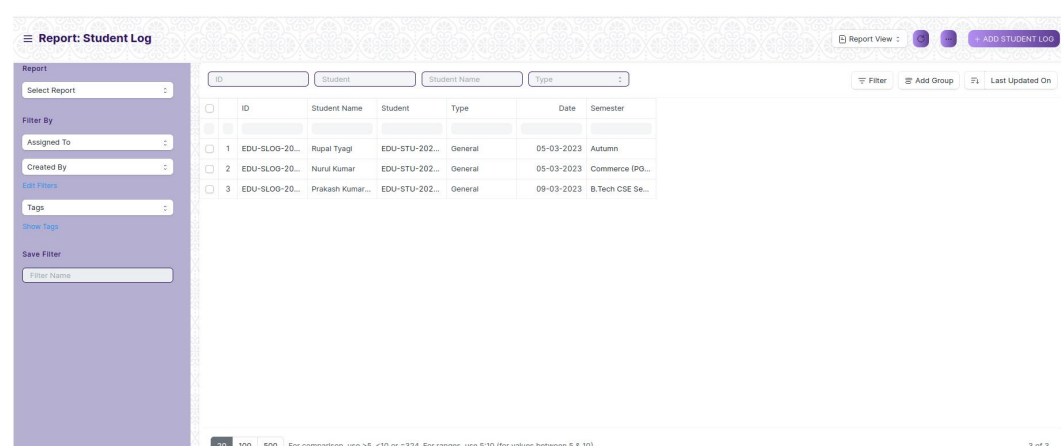 Report: Student Log
Report View
+ ADD STUDENT LOG
Report
Select Report
Filter By
Assigned To
Created By
Edit Filters
Tags
Show Tags
Save Filter
Filter Name
ID Student Student Name Type
Filter Add Group Last Updated On
ID Student Name Student Type Date Semester
1 EDU-SLOG-20... Rupal Tyagi EDU-STU-202... General 05-03-2023 Autumn
2 EDU-SLOG-20... Nurul Kumar EDU-STU-202... General 05-03-2023 Commerce (PG...
3 EDU-SLOG-20... Prakash Kumar... EDU-STU-202... General 09-03-2023 B.Tech CSE Se...
20 100 500 For comparison, use >5, <10 or =324. For ranges, use 5:10 (for values between 5 & 10). 3 of 3